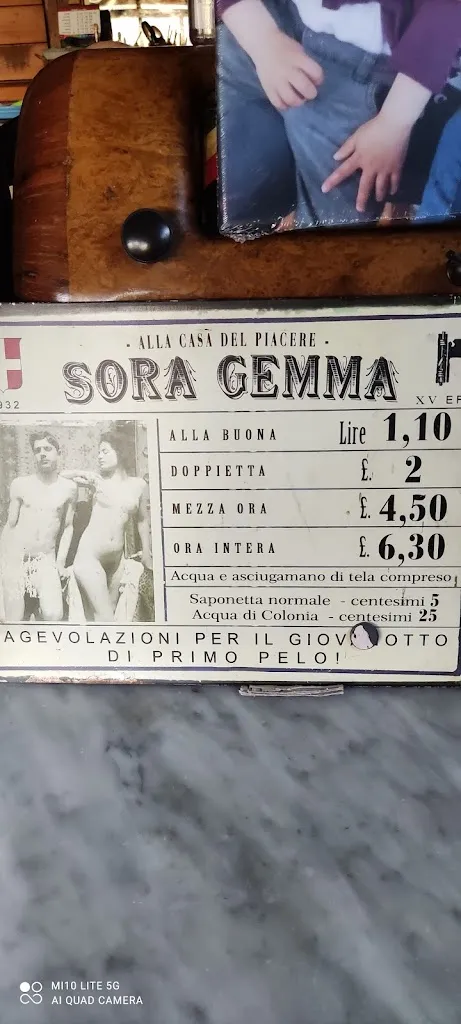 - ALLA CASA DEL PIACERE -
SORA GEMMA
932
XV
ALLA BUONA Lire 1,10
DOPPIETTA £. 2
MEZZA ORA £. 4,50
ORA INTERA £. 6,30
Acqua e asciugamano di tela compreso
Saponetta normale - centesimi 5
Acqua di Colonia - centesimi 25
AGEVOLAZIONI PER IL GIOV OTTO
DI PRIMO PELO!
MI10 LITE 5G
AI QUAD CAMERA